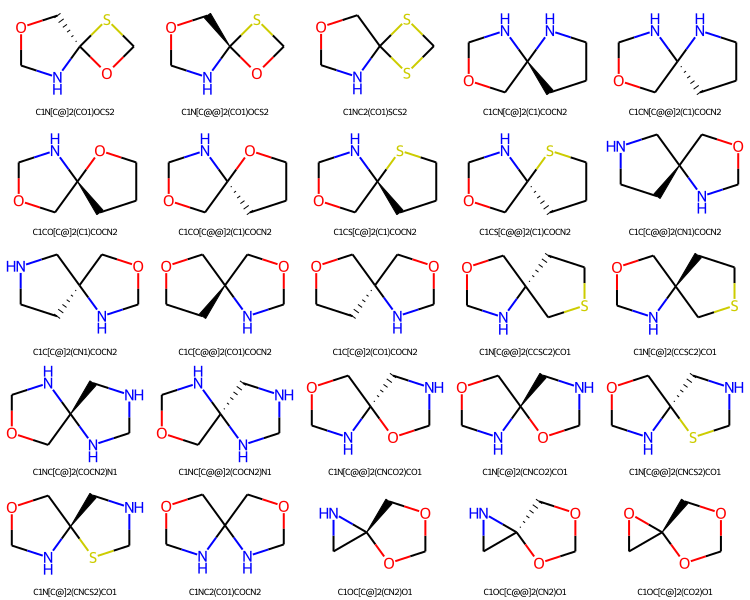 C1N[C@]2(CO1)OCS2
C1N[C@@]2(CO1)OCS2
C1NC2(CO1)SCS2
C1CN[C@]2(C1)COCN2
C1CN[C@@]2(C1)COCN2
C1CO[C@]2(C1)COCN2
C1CO[C@@]2(C1)COCN2
C1CS[C@]2(C1)COCN2
C1CS[C@@]2(C1)COCN2
C1C[C@]2(CN1)COCN2
C1C[C@@]2(CN1)COCN2
C1C[C@@]2(CO1)COCN2
C1C[C@]2(CO1)COCN2
C1N[C@@]2(CCSC2)CO1
C1N[C@]2(CCSC2)CO1
C1NC[C@]2(COCN2)N1
C1NC[C@@]2(COCN2)N1
C1N[C@@]2(CNCO2)CO1
C1N[C@]2(CNCO2)CO1
C1N[C@@]2(CNCS2)CO1
C1N[C@]2(CNCS2)CO1
C1NC2(CO1)COCN2
C1OC[C@]2(CN2)O1
C1OC[C@@]2(CN2)O1
C1OC[C@]2(CO2)O1